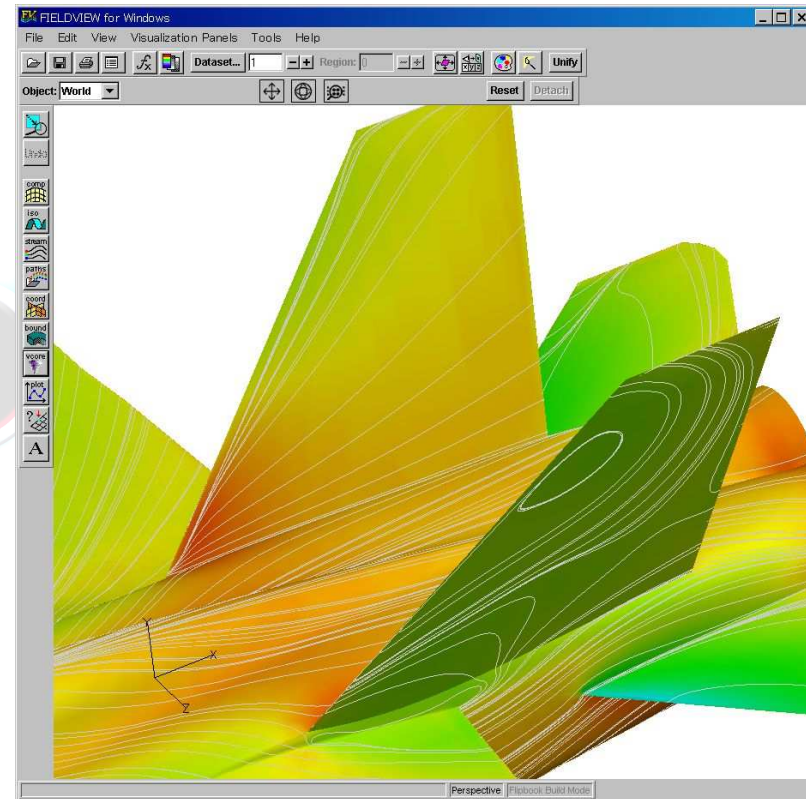 FIELDVIEW for Windows
File Edit View Visualization Panels Tools Help
Dataset... 1 Region: 0 Unify
Object: World Reset Detach
Undo
comp
iso
stream
paths
coord
bound
vcore
plot
A
Y
X
Z
Perspective Flipbook Build Mode